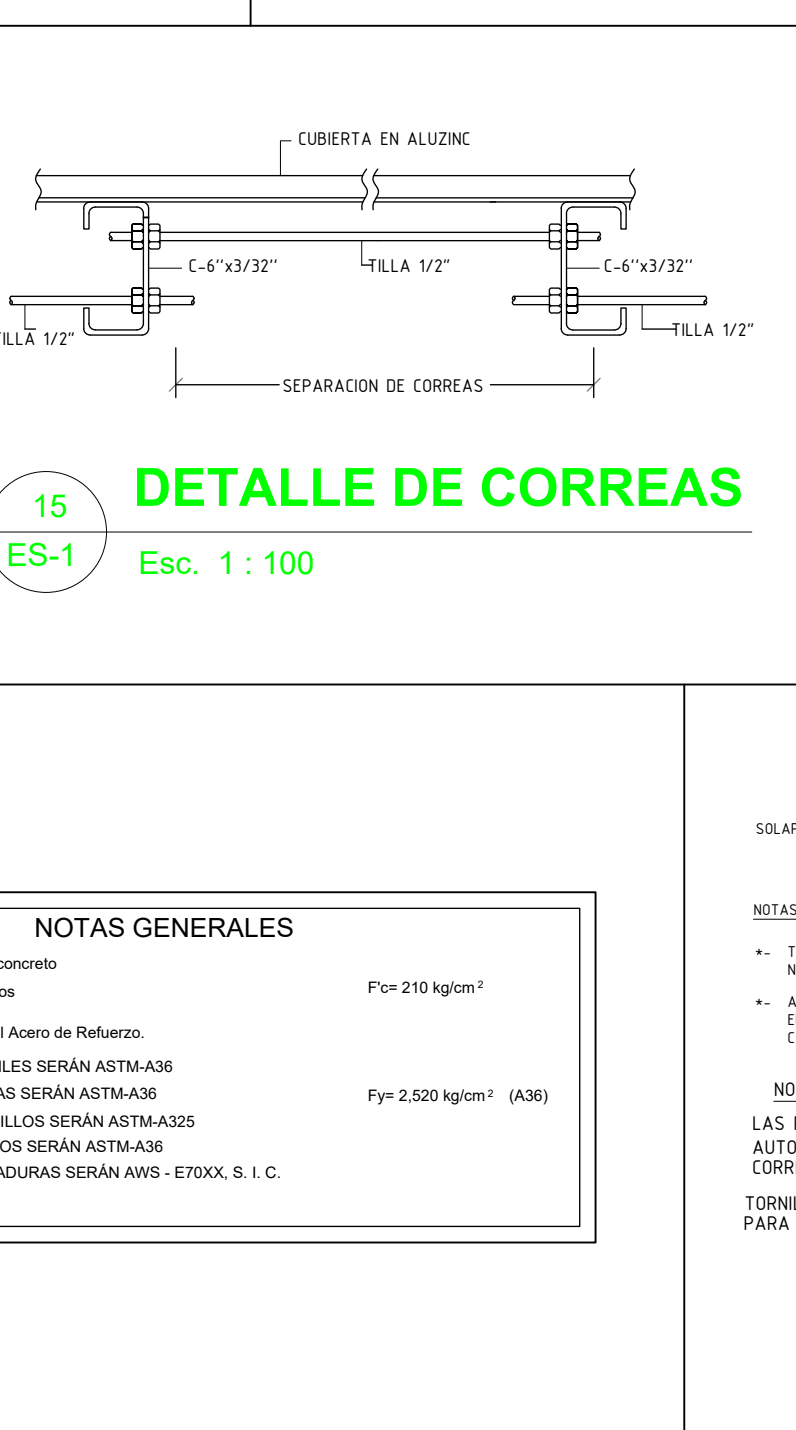 CUBIERTA EN ALUZINC
C-6''x3/32''
TILLA 1/2"
C-6''x3/32''
TILLA 1/2"
TILLA 1/2"
SEPARACION DE CORREAS
15
ES-1
DETALLE DE CORREAS
Esc. 1 : 100
NOTAS GENERALES
concreto
os
F'c= 210 kg/cm²
l Acero de Refuerzo.
ILES SERÁN ASTM-A36
AS SERÁN ASTM-A36
Fy= 2,520 kg/cm² (A36)
ILLOS SERÁN ASTM-A325
OS SERÁN ASTM-A36
ADURAS SERÁN AWS - E70XX, S. I. C.
SOLAP
NOTAS
*- T
N
*- A
E
C
NO
LAS
AUTO
CORRE
TORNIL
PARA